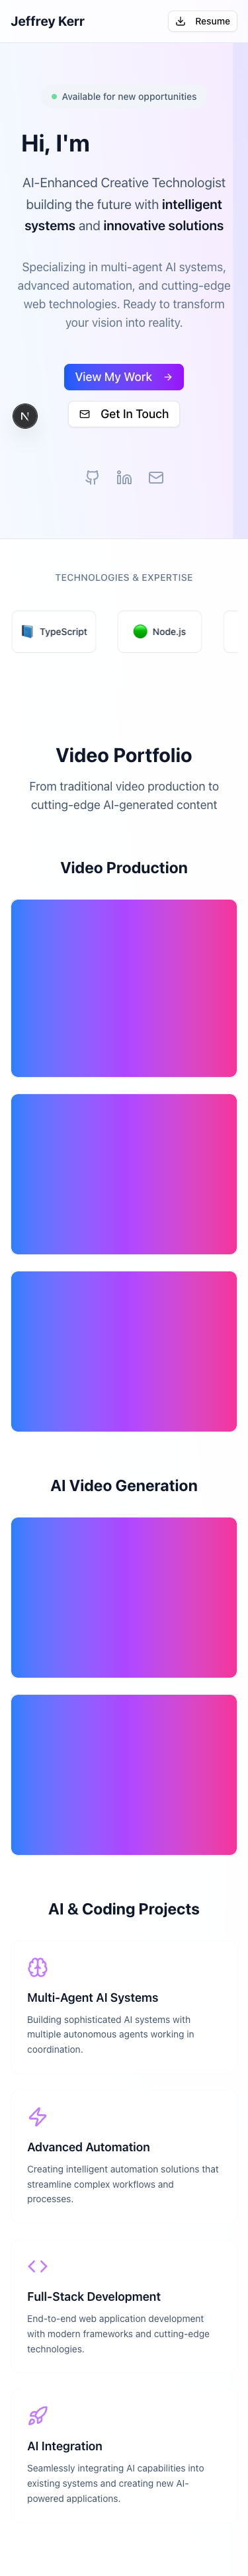 Jeffrey Kerr
Resume
Available for new opportunities
Hi, I'm
AI-Enhanced Creative Technologist
building the future with intelligent
systems and innovative solutions
Specializing in multi-agent AI systems,
advanced automation, and cutting-edge
web technologies. Ready to transform
your vision into reality.
View My Work
Get In Touch
N
TECHNOLOGIES & EXPERTISE
TypeScript
Node.js
Video Portfolio
From traditional video production to
cutting-edge AI-generated content
Video Production
AI Video Generation
AI & Coding Projects
Multi-Agent AI Systems
Building sophisticated AI systems with
multiple autonomous agents working in
coordination.
Advanced Automation
Creating intelligent automation solutions that
streamline complex workflows and
processes.
Full-Stack Development
End-to-end web application development
with modern frameworks and cutting-edge
technologies.
AI Integration
Seamlessly integrating AI capabilities into
existing systems and creating new AI-
powered applications.